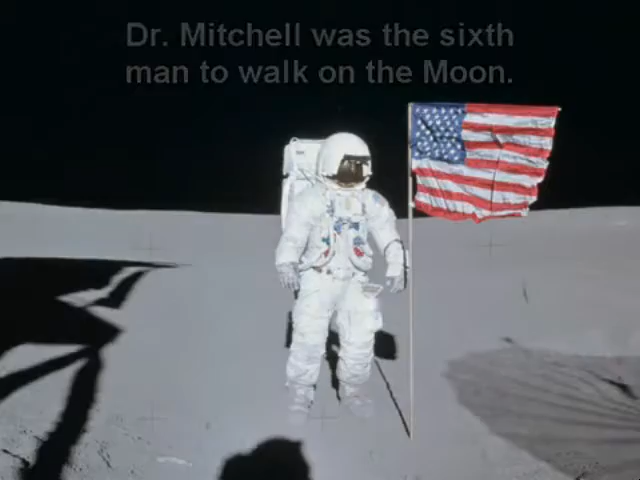 Dr. Mitchell was the sixth
man to walk on the Moon.